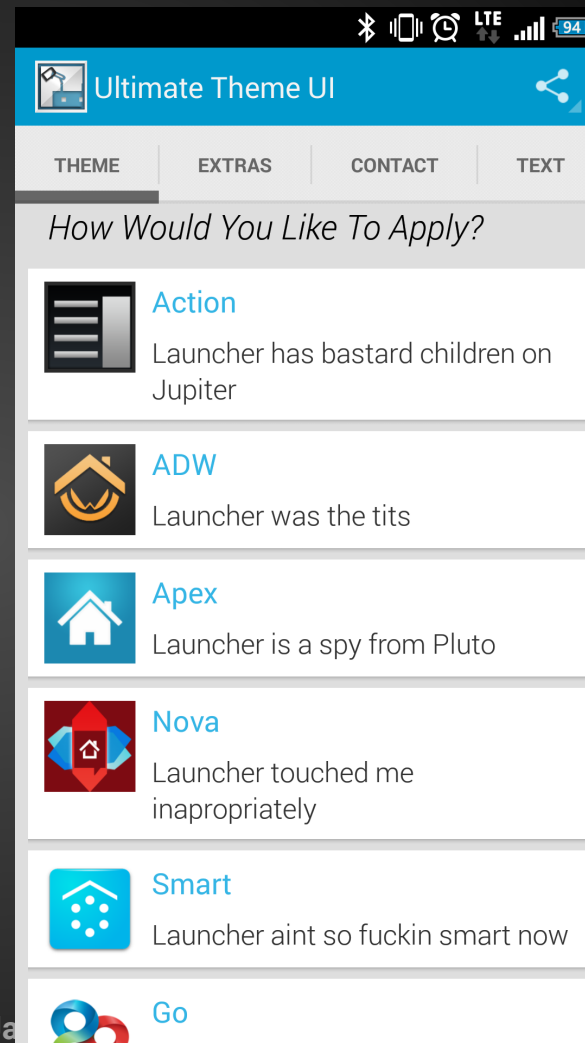 LTE
94
Ultimate Theme UI
THEME EXTRAS CONTACT TEXT
How Would You Like To Apply?
Action
Launcher has bastard children on
Jupiter
ADW
Launcher was the tits
Apex
Launcher is a spy from Pluto
Nova
Launcher touched me
inapropriately
Smart
Launcher aint so fuckin smart now
Go